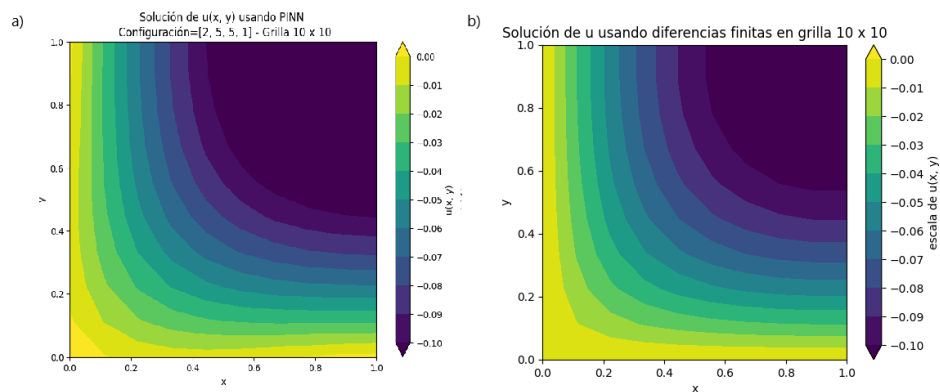 a)
Solución de u(x, y) usando PINN
Configuración=[2, 5, 5, 1] - Grilla 10 x 10
1.0
0.8
0.6
0.4
0.2
0.0
y
0.0 0.2 0.4 0.6 0.8 1.0
x
0.00
−0.01
−0.03
−0.04
−0.05
−0.06
−0.07
−0.08
−0.09
−0.10
u(x, y)
b)
Solución de u usando diferencias finitas en grilla 10 x 10
1.0
0.8
0.6
0.4
0.2
0.0
y
0.0 0.2 0.4 0.6 0.8 1.0
x
0.00
−0.01
−0.03
−0.04
−0.05
−0.06
−0.07
−0.08
−0.09
−0.10
escala de u(x, y)